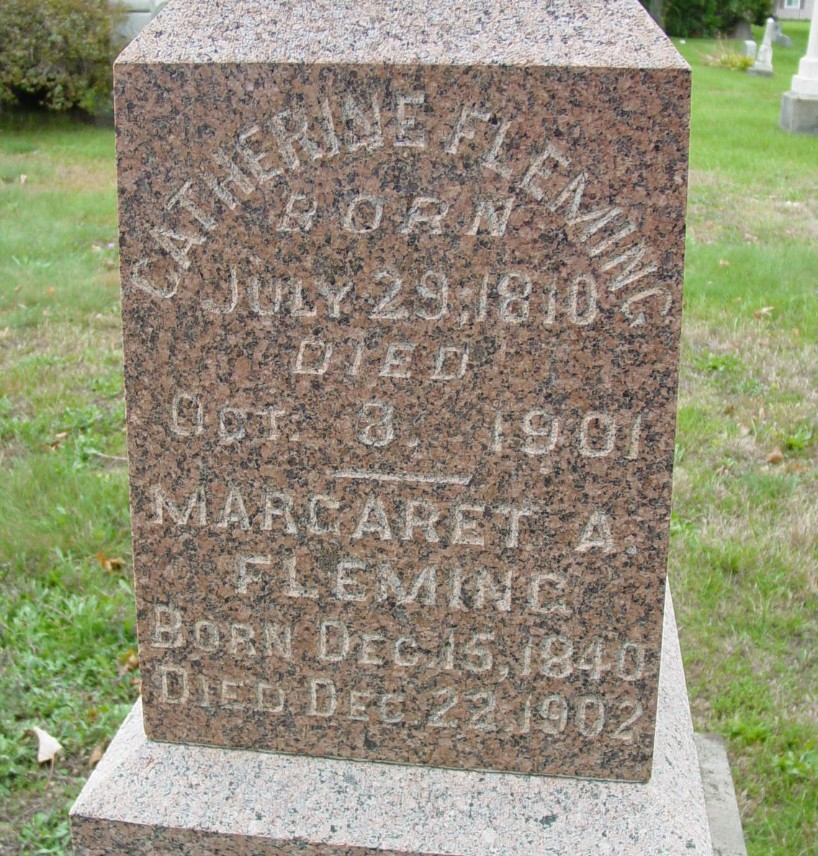 CATHERINE FLEMING
BORN
JULY 29, 1810
DIED
OCT. 3. 1901
MARGARET A.
FLEMING
BORN DEC. 15, 1840
DIED DEC. 22. 1902